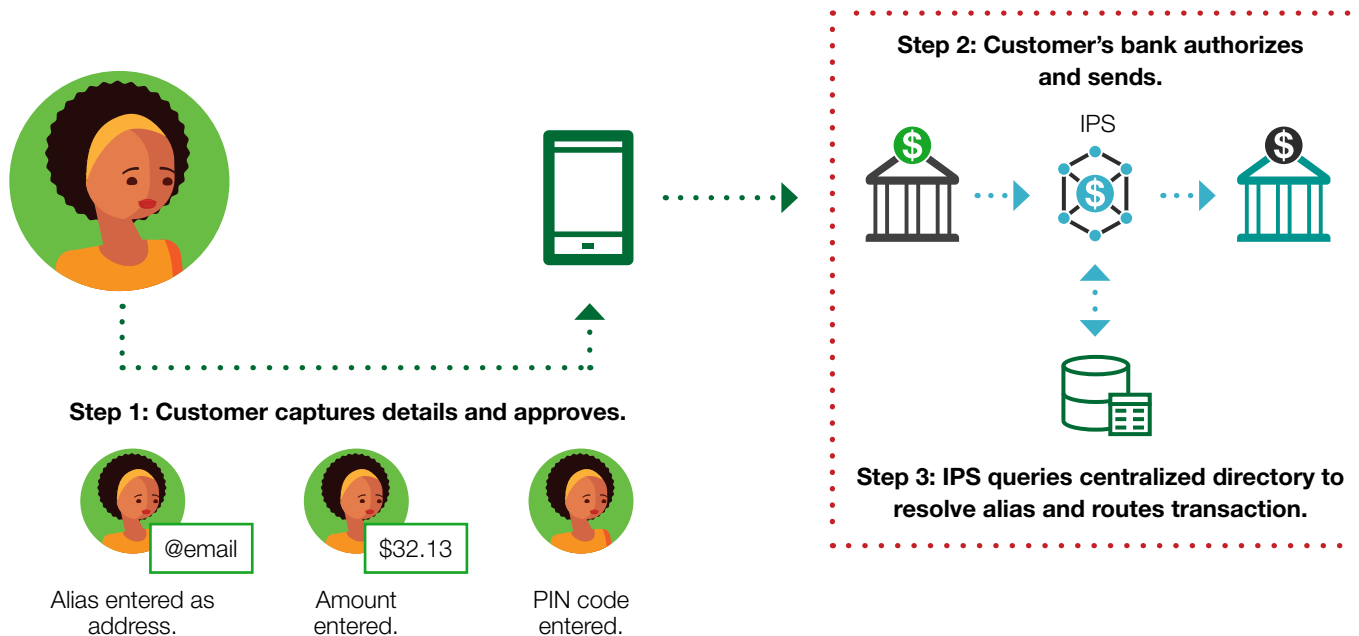 Step 1: Customer captures details and approves.
@email
Alias entered as
address.
$32.13
Amount
entered.
PIN code
entered.
Step 2: Customer’s bank authorizes
and sends.
IPS
$
$
$
Step 3: IPS queries centralized directory to
resolve alias and routes transaction.